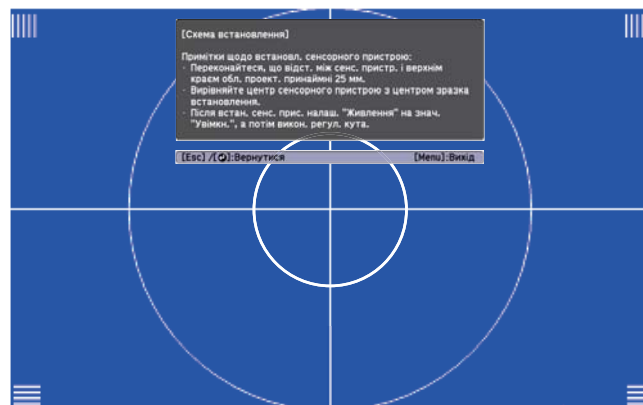 [Схема встановлення]
Примітки щодо встановл. сенсорного пристрою:
· Переконайтеся, що відст. між сенс. пристр. і верхнім
краєм обл. проект. принаймні 25 мм.
· Вирівняйте центр сенсорного пристрою з центром зразка
встановлення.
· Після встан. сенс. прис. налаш. "Живлення" на знач.
"Увімкн.", а потім викон. регул. кута.
[Esc] /[⏎]:Вернутися [Menu]:Вихід